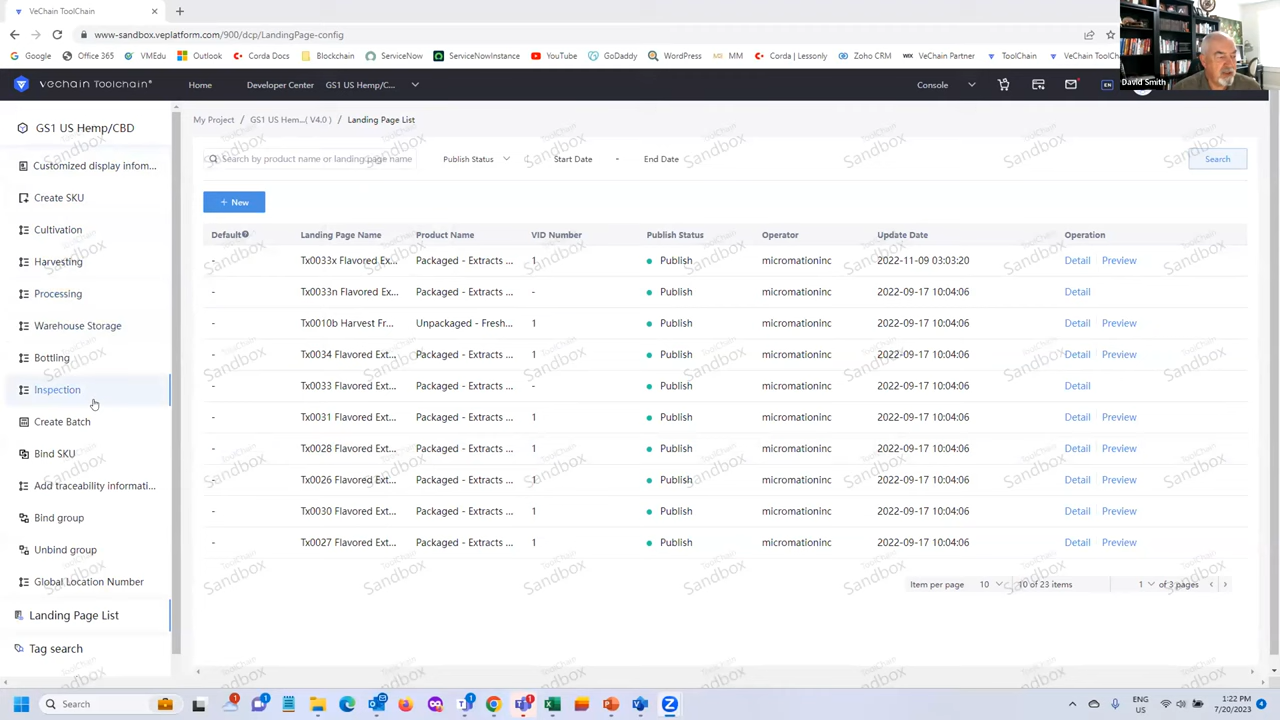 VeChain ToolChain
www-sandbox.veplatform.com/900/dcp/LandingPage-config
Google Office 365 VMEdu Outlook Corda Docs Blockchain ServiceNow ServiceNowInstance YouTube GoDaddy WordPress MM Corda | Lessonly Zoho CRM VeChain Partner ToolChain VeChain ToolC
David Smith
vechain Toolchain Home Developer Center GS1 US Hemp/C... Console EN
GS1 US Hemp/CBD
Customized display infom...
Create SKU
Cultivation
Harvesting
Processing
Warehouse Storage
Bottling
Inspection
Create Batch
Bind SKU
Add traceability informati...
Bind group
Unbind group
Global Location Number
Landing Page List
Tag search
My Project / GS1 US Hem...( V4.0 ) / Landing Page List
Search by product name or landing page name Publish Status Start Date - End Date Search
+ New
Default Landing Page Name Product Name VID Number Publish Status Operator Update Date Operation
- Tx0033x Flavored Ex... Packaged - Extracts ... 1 Publish micromationinc 2022-11-09 03:03:20 Detail Preview
- Tx0033n Flavored Ex... Packaged - Extracts ... - Publish micromationinc 2022-09-17 10:04:06 Detail
- Tx0010b Harvest Fr... Unpackaged - Fresh... 1 Publish micromationinc 2022-09-17 10:04:06 Detail Preview
- Tx0034 Flavored Ext... Packaged - Extracts ... 1 Publish micromationinc 2022-09-17 10:04:06 Detail Preview
- Tx0033 Flavored Ext... Packaged - Extracts ... - Publish micromationinc 2022-09-17 10:04:06 Detail
- Tx0031 Flavored Ext... Packaged - Extracts ... 1 Publish micromationinc 2022-09-17 10:04:06 Detail Preview
- Tx0028 Flavored Ext... Packaged - Extracts ... 1 Publish micromationinc 2022-09-17 10:04:06 Detail Preview
- Tx0026 Flavored Ext... Packaged - Extracts ... 1 Publish micromationinc 2022-09-17 10:04:06 Detail Preview
- Tx0030 Flavored Ext... Packaged - Extracts ... 1 Publish micromationinc 2022-09-17 10:04:06 Detail Preview
- Tx0027 Flavored Ext... Packaged - Extracts ... 1 Publish micromationinc 2022-09-17 10:04:06 Detail Preview
Item per page 10 10 of 23 items 1 of 3 pages
ToolChain Sandbox
Search
ENG 1:22 PM
US 7/20/2023